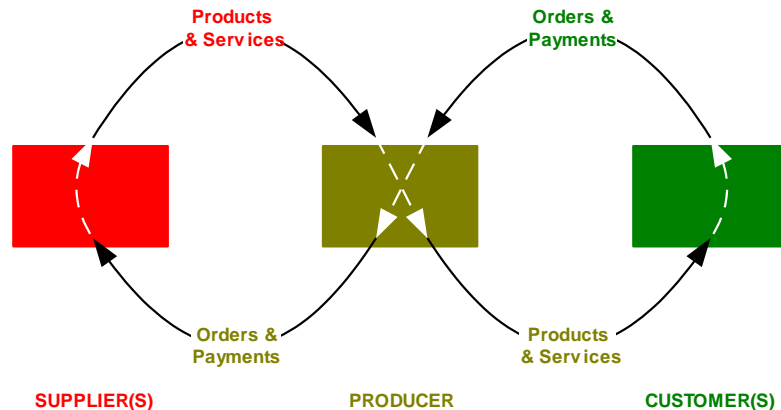 Products
& Services
Orders &
Payments
Orders &
Payments
Products
& Services
SUPPLIER(S)
PRODUCER
CUSTOMER(S)